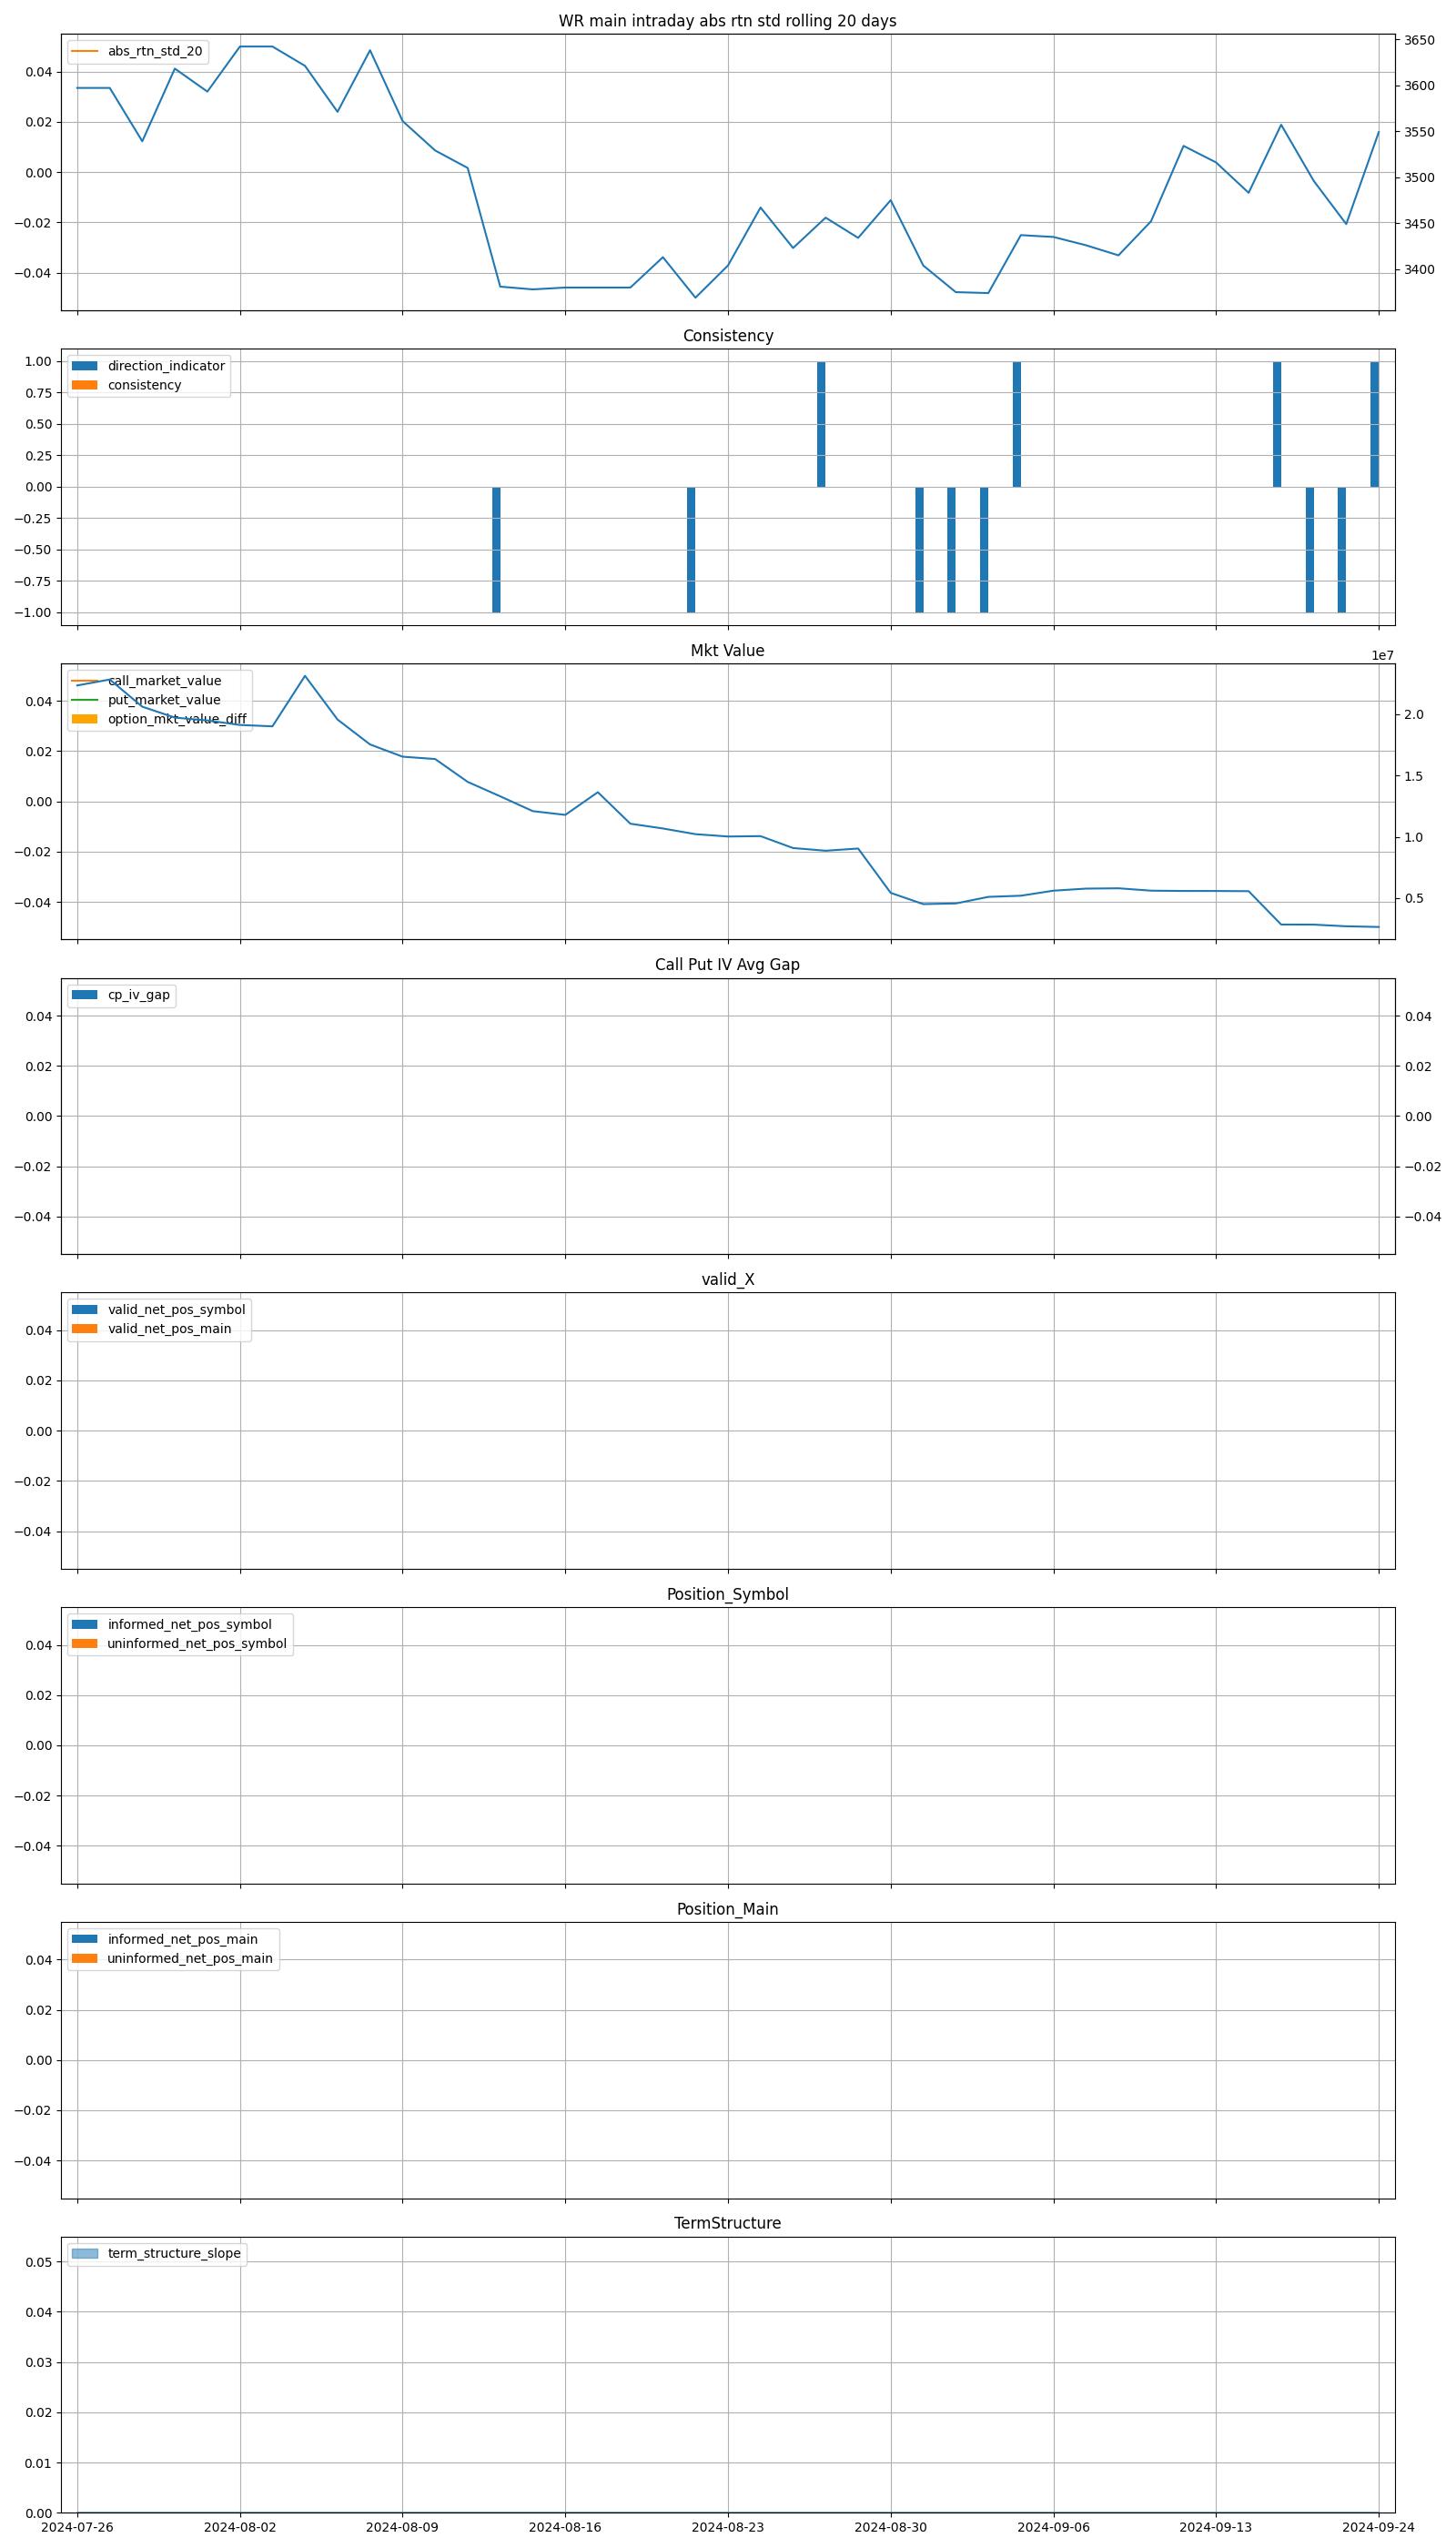 WR main intraday abs rtn std rolling 20 days
abs_rtn_std_20
0.04
0.02
0.00
−0.02
−0.04
3650
3600
3550
3500
3450
3400
Consistency
direction_indicator
consistency
1.00
0.75
0.50
0.25
0.00
−0.25
−0.50
−0.75
−1.00
Mkt Value
1e7
call_market_value
put_market_value
option_mkt_value_diff
0.04
0.02
0.00
−0.02
−0.04
2.0
1.5
1.0
0.5
Call Put IV Avg Gap
cp_iv_gap
0.04
0.02
0.00
−0.02
−0.04
0.04
0.02
0.00
−0.02
−0.04
valid_X
valid_net_pos_symbol
valid_net_pos_main
0.04
0.02
0.00
−0.02
−0.04
Position_Symbol
informed_net_pos_symbol
uninformed_net_pos_symbol
0.04
0.02
0.00
−0.02
−0.04
Position_Main
informed_net_pos_main
uninformed_net_pos_main
0.04
0.02
0.00
−0.02
−0.04
TermStructure
term_structure_slope
0.05
0.04
0.03
0.02
0.01
0.00
2024-07-26 2024-08-02 2024-08-09 2024-08-16 2024-08-23 2024-08-30 2024-09-06 2024-09-13 2024-09-24